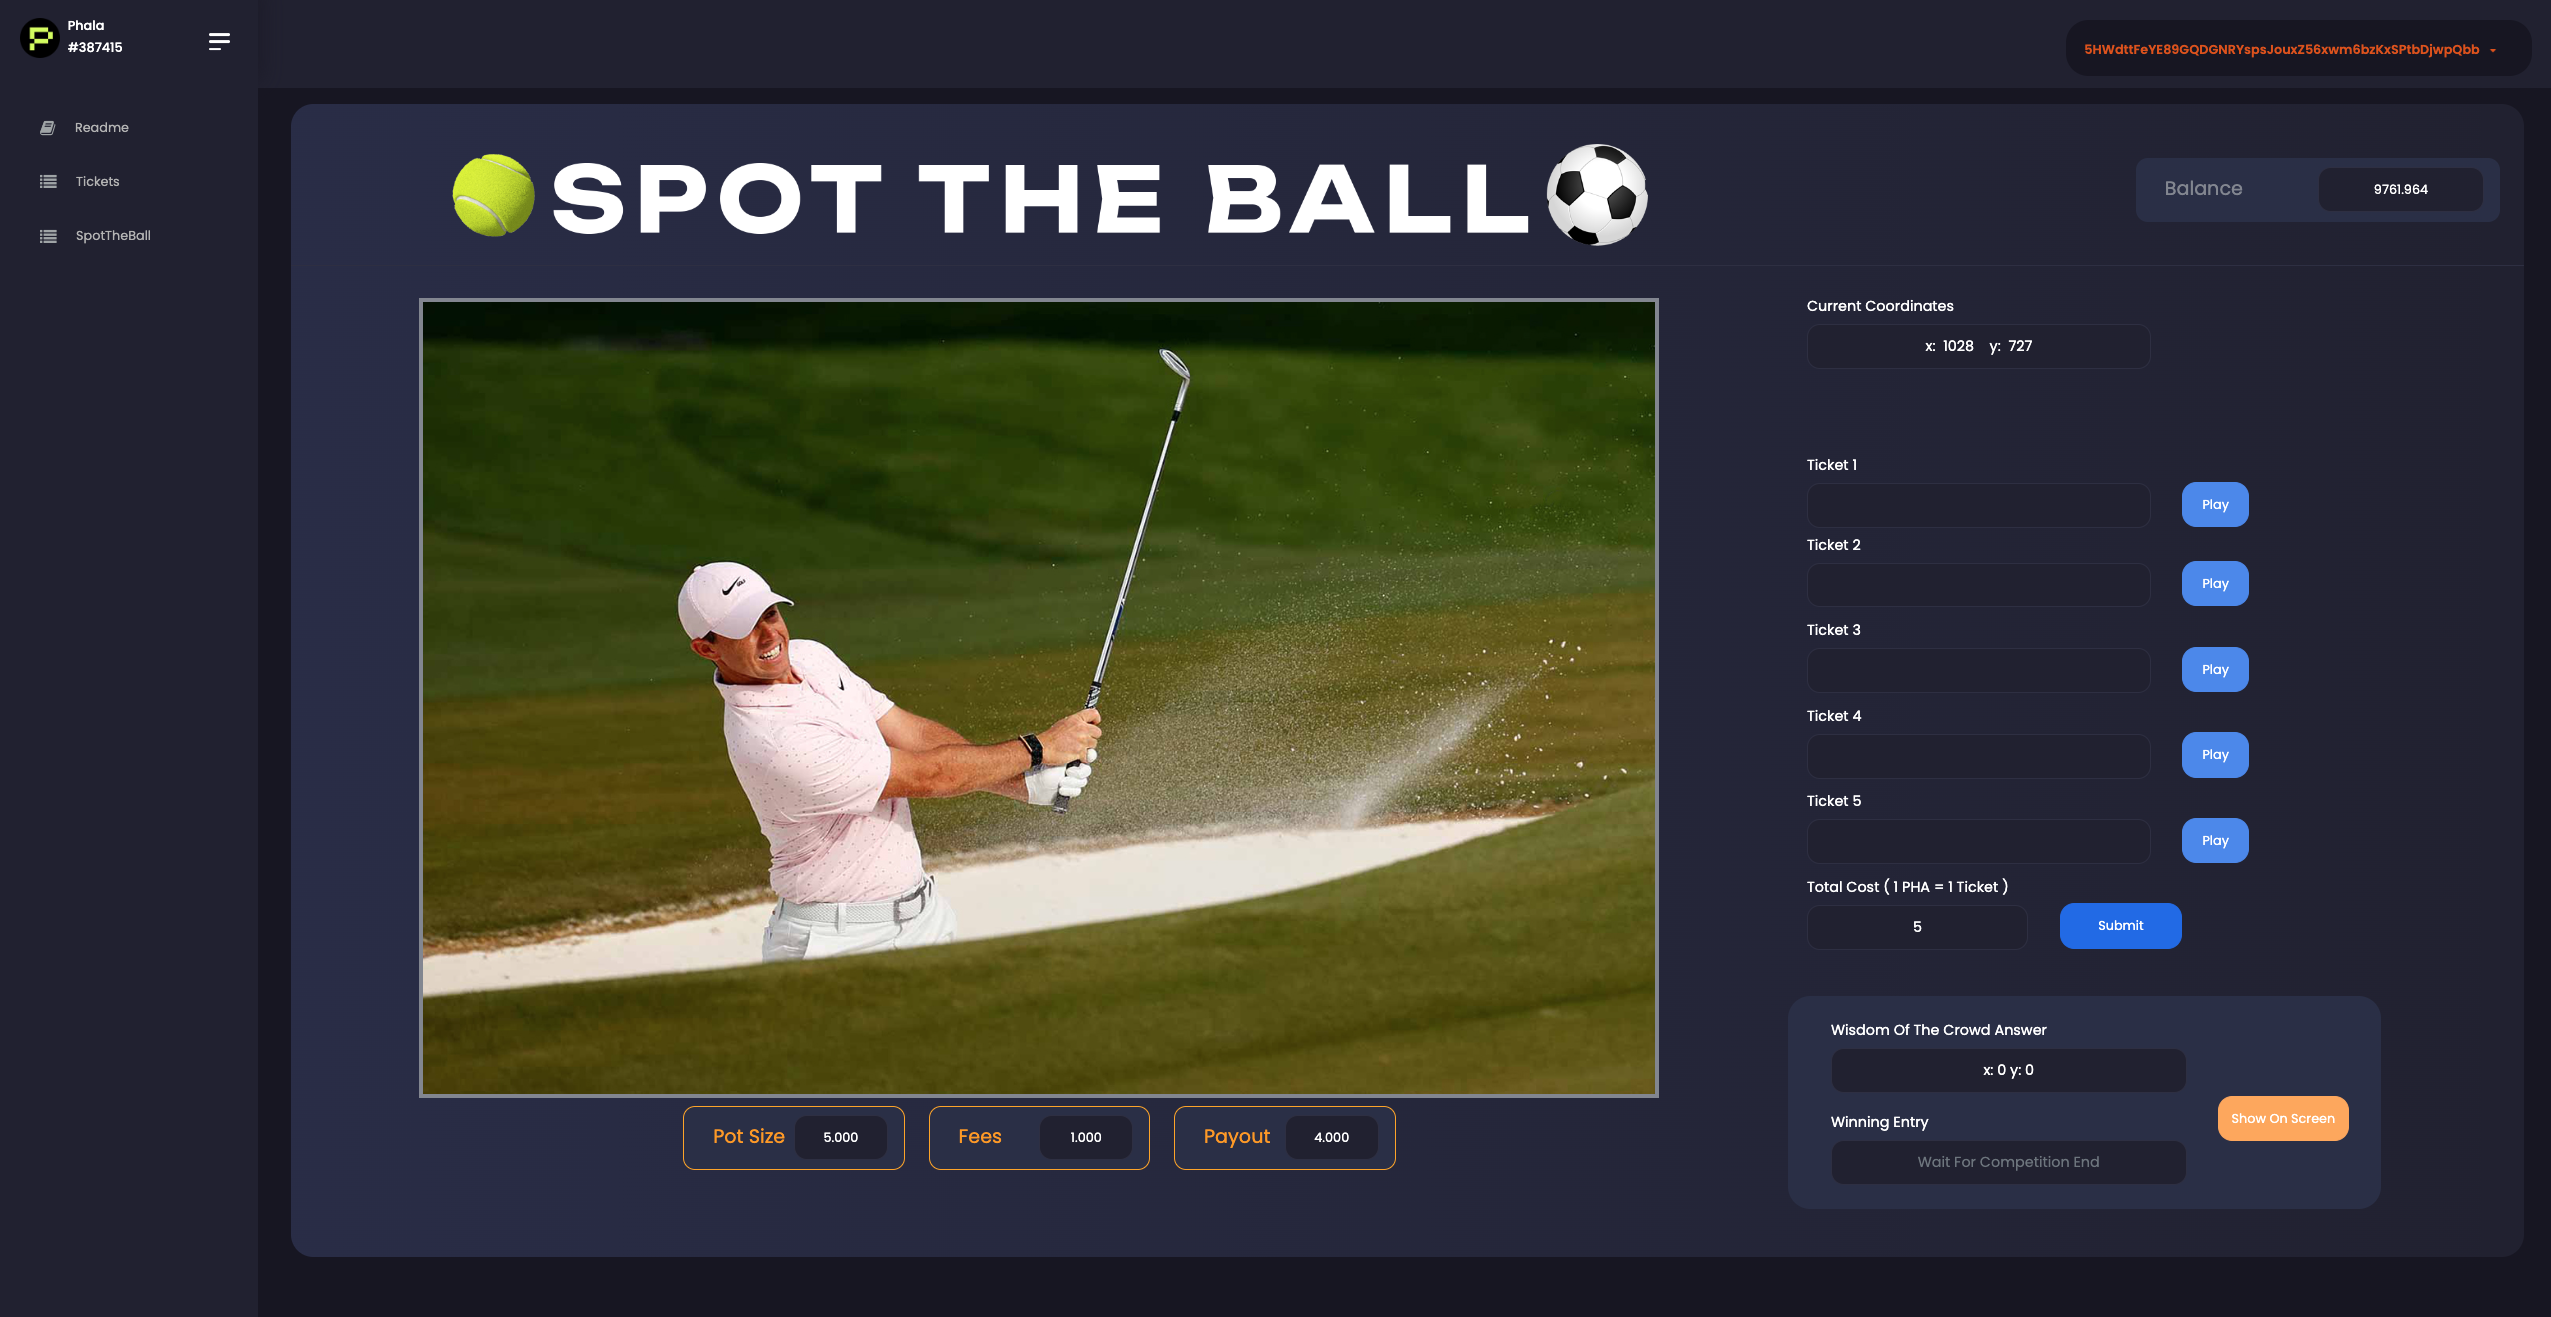 Phala
#387415
5HWdttFeYE89GQDGNRYspsJouxZ56xwm6bzKxSPtbDjwpQbb
Readme
Tickets
SpotTheBall
SPOT THE BALL
Balance 9761.964
Current Coordinates
x: 1028 y: 727
Ticket 1
Play
Ticket 2
Play
Ticket 3
Play
Ticket 4
Play
Ticket 5
Play
Total Cost ( 1 PHA = 1 Ticket )
5 Submit
Wisdom Of The Crowd Answer
x: 0 y: 0
Show On Screen
Winning Entry
Wait For Competition End
Pot Size 5.000 Fees 1.000 Payout 4.000